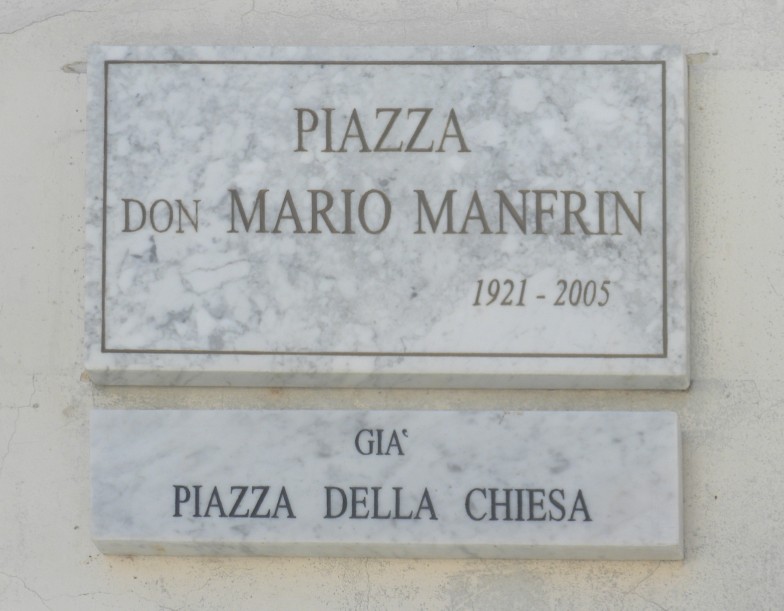 PIAZZA
DON MARIO MANFRIN
1921 - 2005
GIA‛
PIAZZA DELLA CHIESA